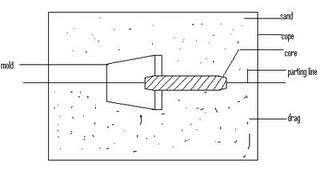 sand
cope
core
mold
parting line
drag